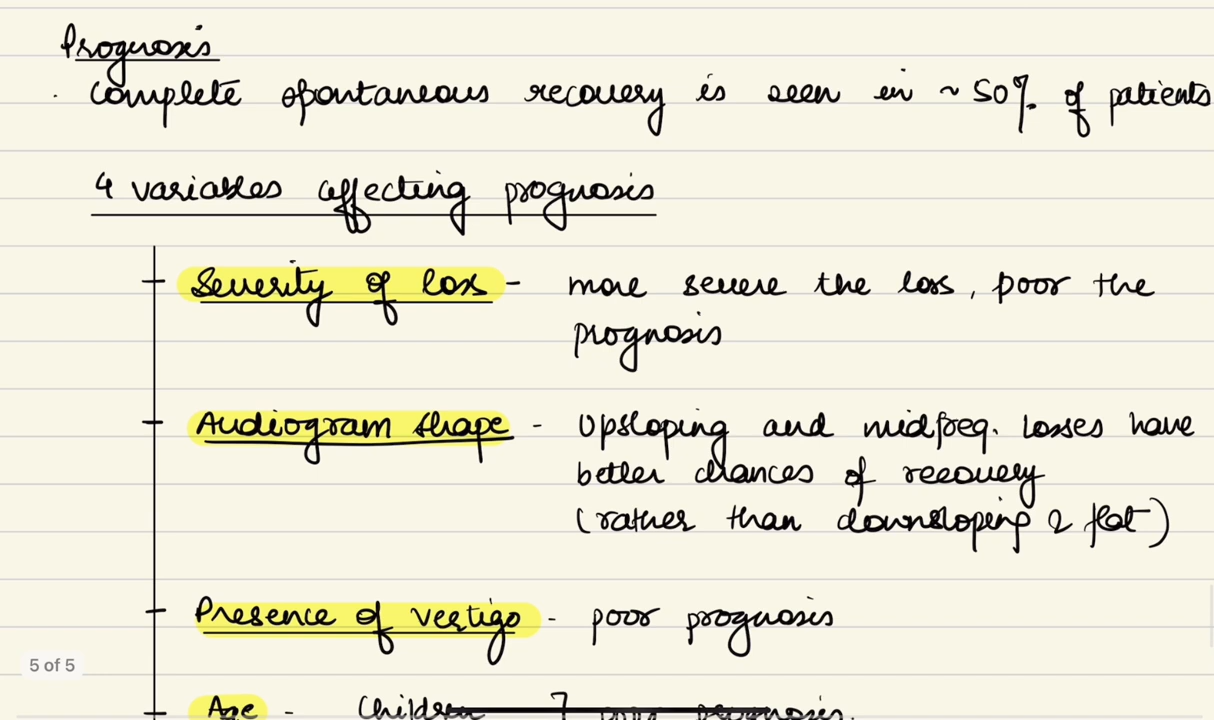 Prognosis
. Complete spontaneous recovery is seen in ~ 50% of patients
4 variables affecting prognosis
Severity of loss - more severe the loss, poor the
prognosis
Audiogram shape - Upsloping and midfreq. losses have
better chances of recovery
(rather than downsloping & flat)
Presence of vertigo - poor prognosis
5 of 5
Age - Children